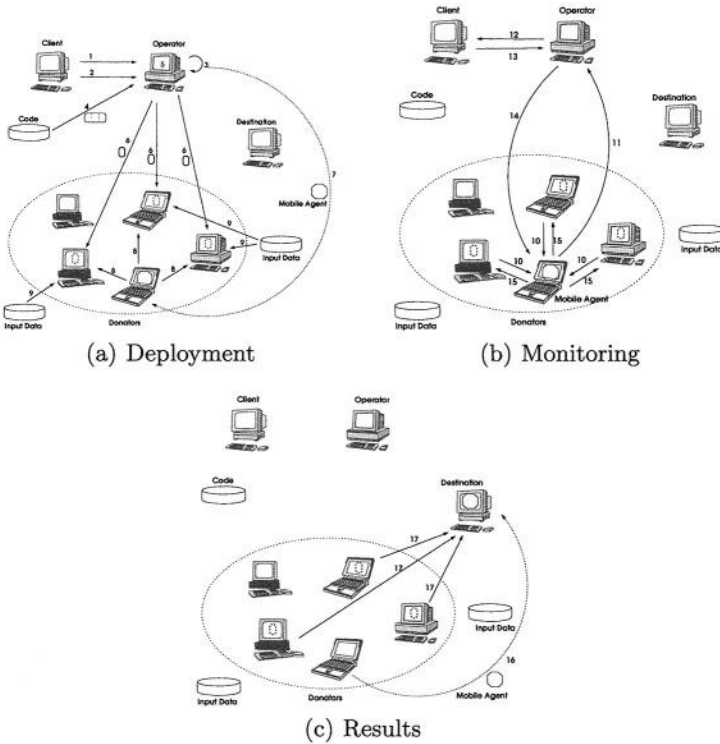 Client
Operator
1
2
5
3
4
Code
Destination
6
6
6
7
Mobile Agent
9
8
9
Input Data
8
8
9
Input Data
Donators
(a) Deployment
Client
Operator
12
13
Code
Destination
14
11
10
15
10
10
15
15
Input Data
Mobile Agent
Input Data
Donators
(b) Monitoring
Client
Operator
Code
Destination
17
17
17
Input Data
16
Input Data
Donators
Mobile Agent
(c) Results